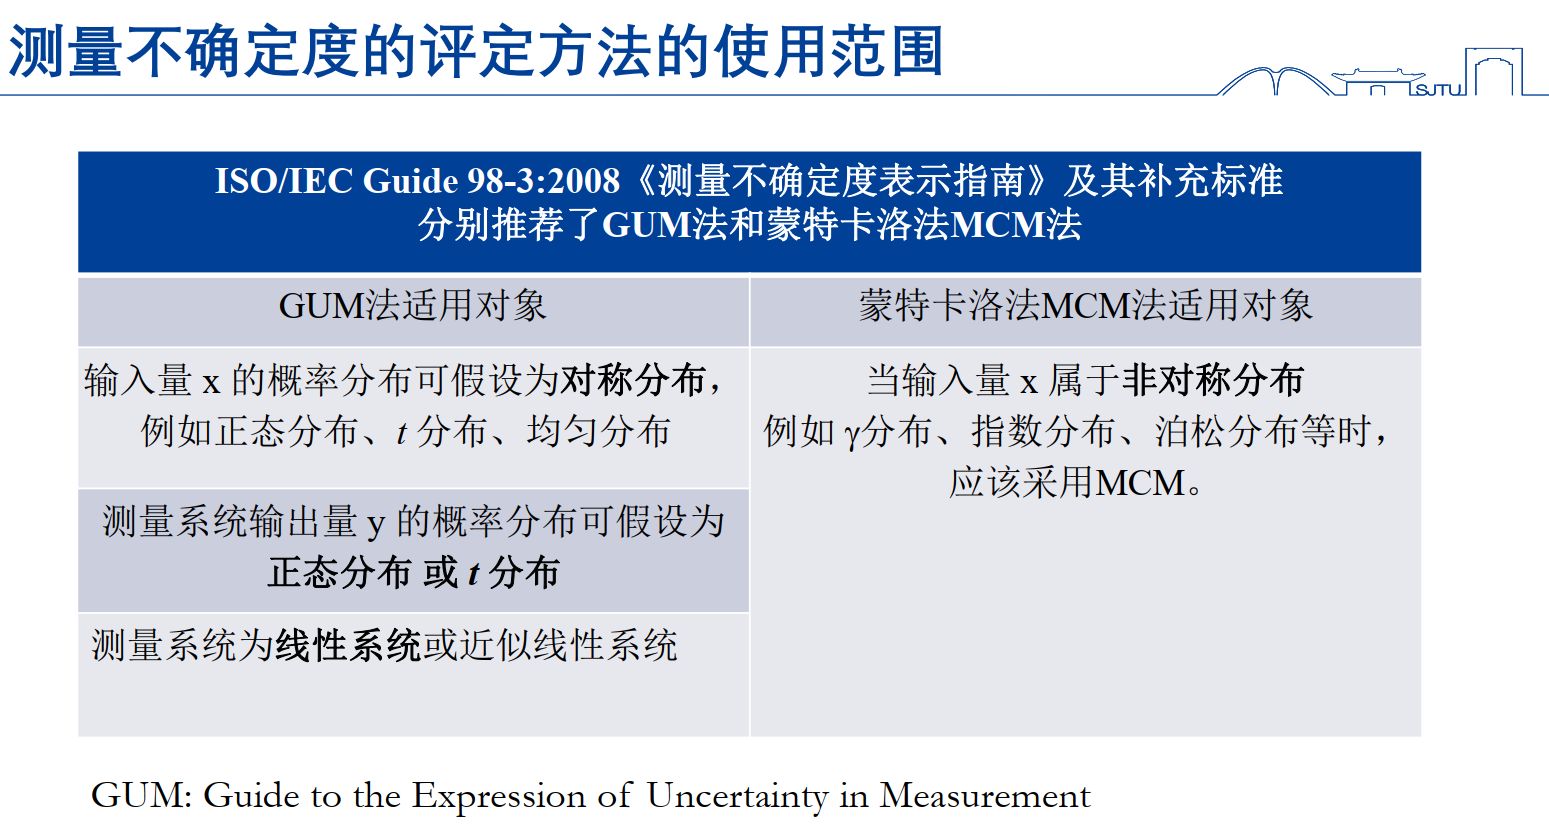 测量不确定度的评定方法的使用范围
SJTU
ISO/IEC Guide 98-3:2008《测量不确定度表示指南》及其补充标准
分别推荐了GUM法和蒙特卡洛法MCM法
GUM法适用对象
蒙特卡洛法MCM法适用对象
输入量 x 的概率分布可假设为对称分布，
例如正态分布、t 分布、均匀分布
当输入量 x 属于非对称分布
例如 γ分布、指数分布、泊松分布等时，
应该采用MCM。
测量系统输出量 y 的概率分布可假设为
正态分布 或 t 分布
测量系统为线性系统或近似线性系统
GUM: Guide to the Expression of Uncertainty in Measurement